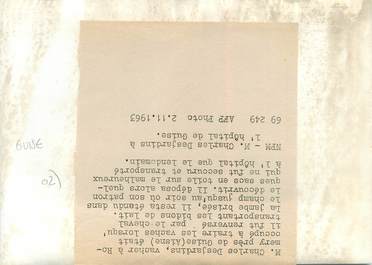 M. Charles Desjardins, vacher à Ro-
mery près de Guise(Aisne) était
occupé à traire les vaches lorsqu'
il fut renversé par le cheval
transportant les bidons de lait.
La jambe brisée, il resta étendu dans
le champ jusqu'au soir où son patron
le découvrit. Il déposa alors quel-
ques sacs en toile sur le malheureux
qui ne fut secouru et transporté
à l'hôpital que le lendemain.
NPM - M. Charles Desjardins à
l'hôpital de Guise.
69 249 AFP Photo 2.11.1963
GUISE
02)